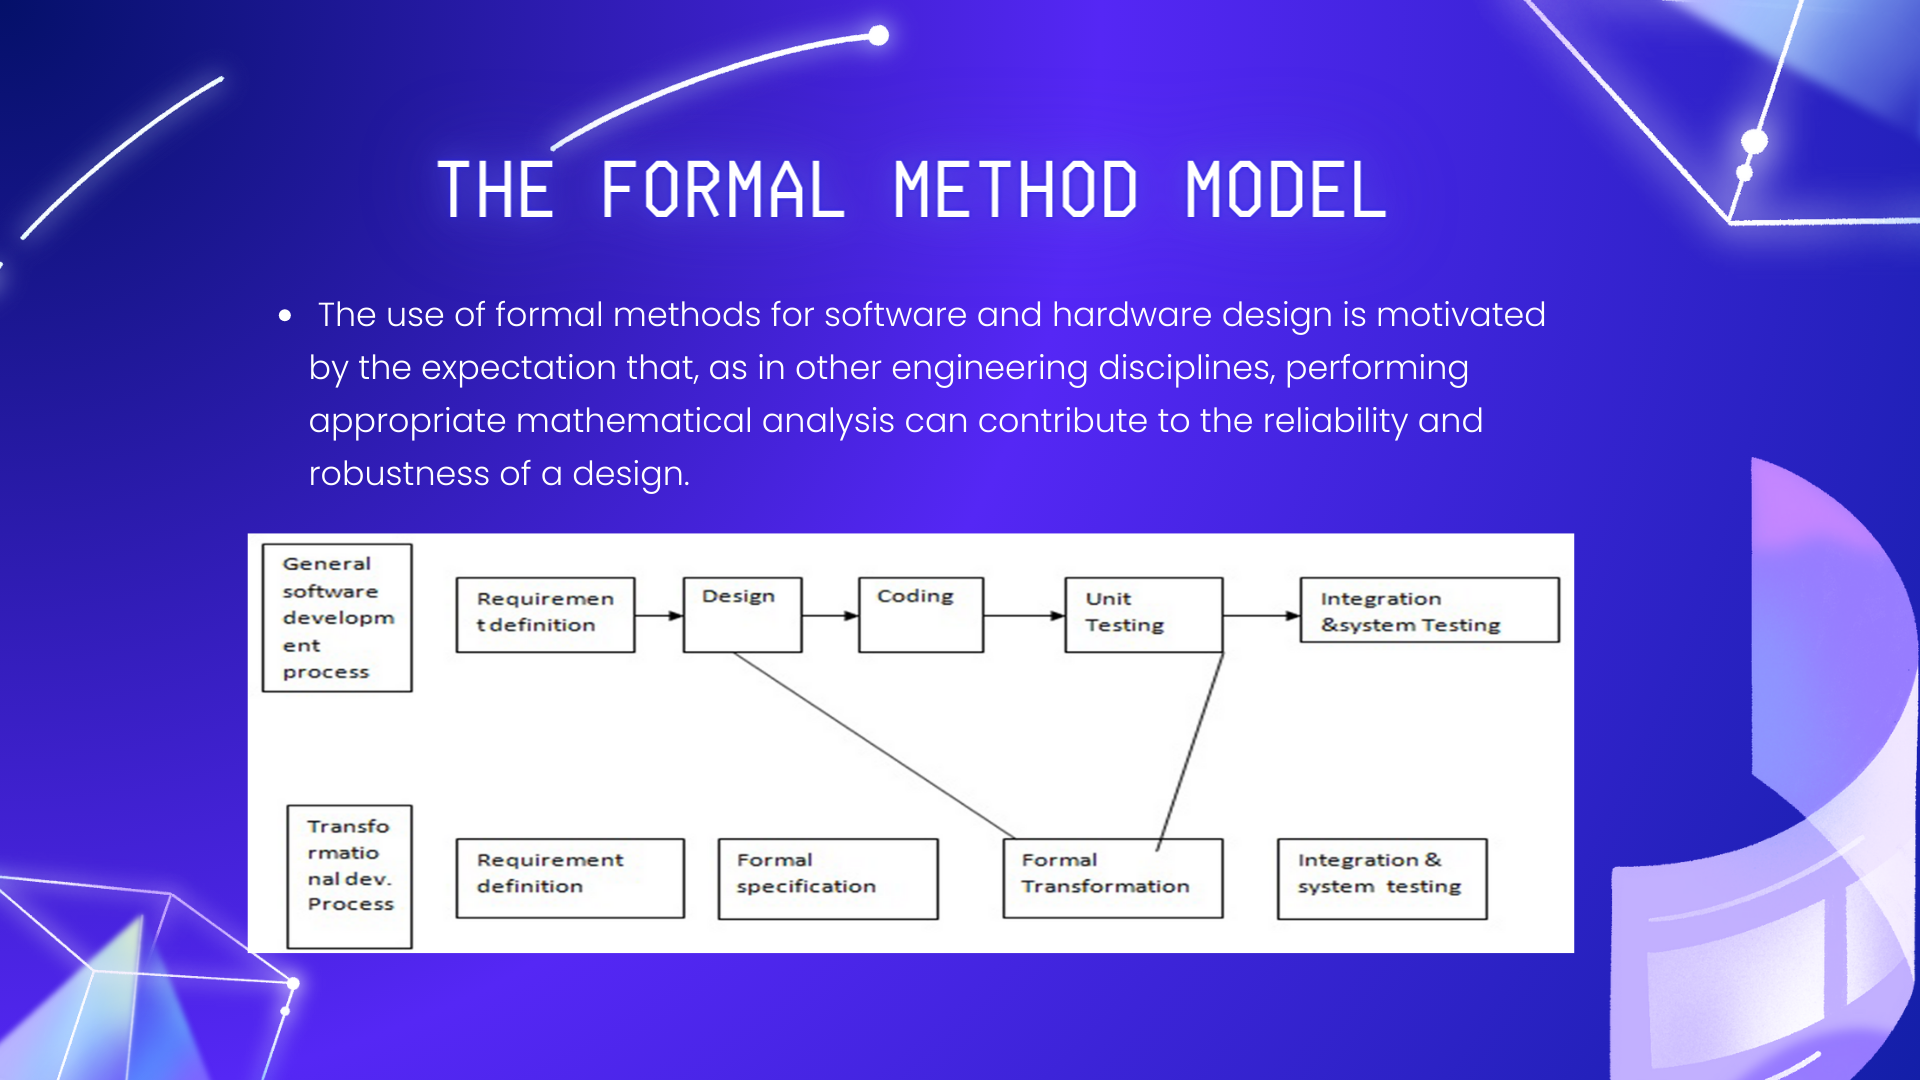 THE FORMAL METHOD MODEL
• The use of formal methods for software and hardware design is motivated
by the expectation that, as in other engineering disciplines, performing
appropriate mathematical analysis can contribute to the reliability and
robustness of a design.
General
software
developm
ent
process
Requiremen
t definition
Design
Coding
Unit
Testing
Integration
&system Testing
Transfo
rmatio
nal dev.
Process
Requirement
definition
Formal
specification
Formal
Transformation
Integration &
system testing